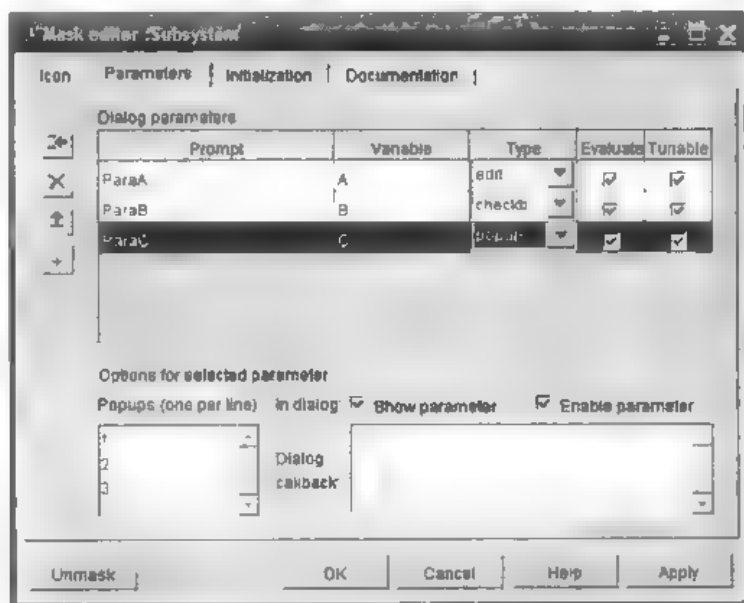 Mask editor :Subsystem
Icon Parameters Initialization Documentation
Dialog parameters
Prompt Variable Type Evaluate Tunable
ParaA A edit
ParaB B checkb
ParaC C popup
Options for selected parameter
Popups (one per line) In dialog: Show parameter Enable parameter
1
2
3
Dialog
callback
Unmask OK Cancel Help Apply